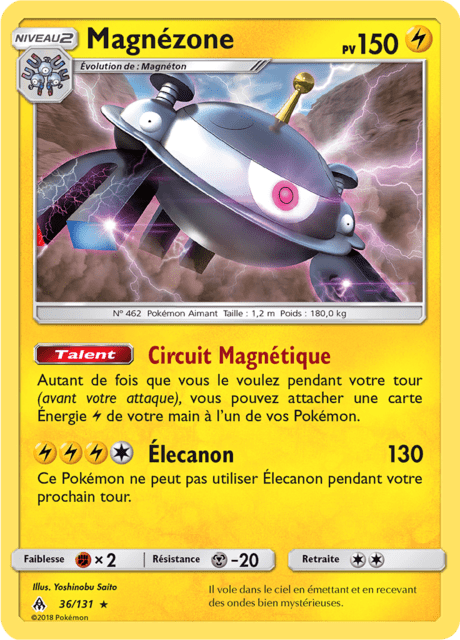 NIVEAU2 Magnézone PV150
Évolution de : Magnéton
N° 462 Pokémon Aimant Taille : 1,2 m Poids : 180,0 kg
Talent Circuit Magnétique
Autant de fois que vous le voulez pendant votre tour
(avant votre attaque), vous pouvez attacher une carte
Énergie de votre main à l'un de vos Pokémon.
Élecanon 130
Ce Pokémon ne peut pas utiliser Élecanon pendant votre
prochain tour.
Faiblesse ×2 Résistance -20 Retraite
Illus. Yoshinobu Saito
36/131 ★
©2018 Pokémon
Il vole dans le ciel en émettant et en recevant
des ondes bien mystérieuses.